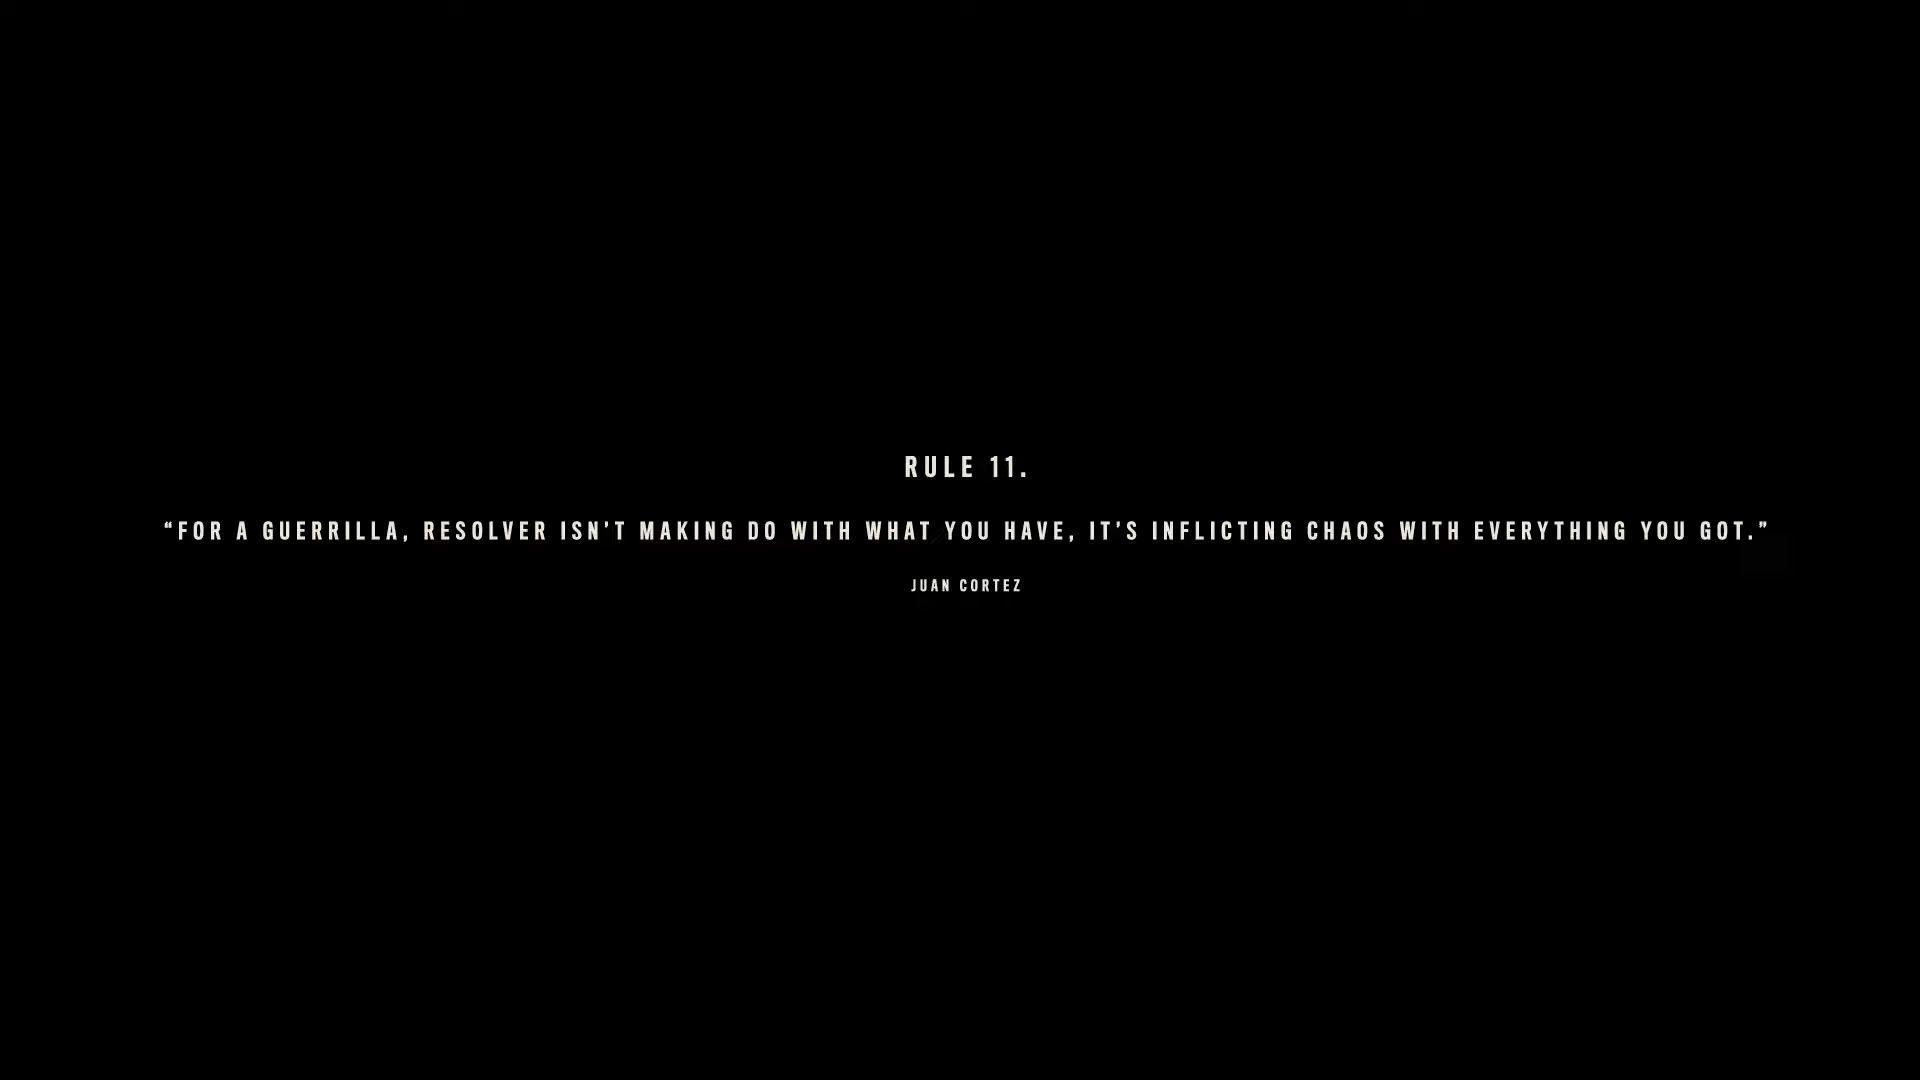 RULE 11.
“FOR A GUERRILLA, RESOLVER ISN’T MAKING DO WITH WHAT YOU HAVE, IT’S INFLICTING CHAOS WITH EVERYTHING YOU GOT.”
JUAN CORTEZ